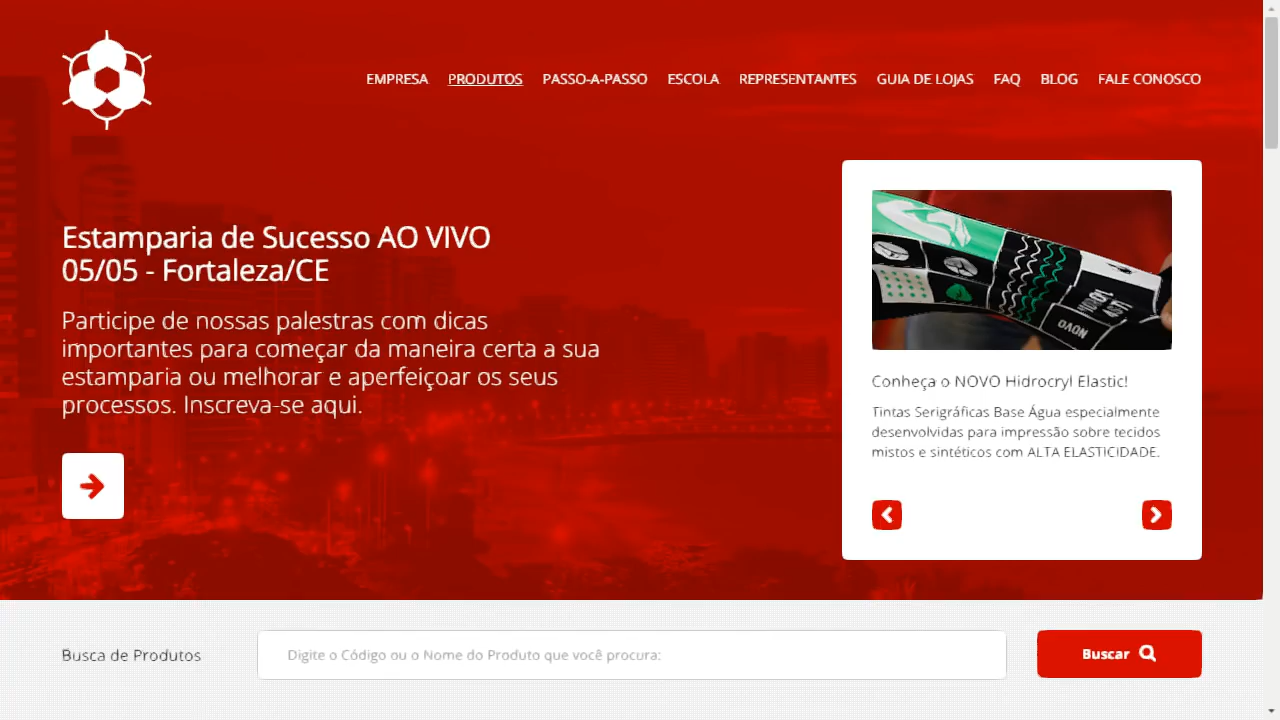 EMPRESA PRODUTOS PASSO-A-PASSO ESCOLA REPRESENTANTES GUIA DE LOJAS FAQ BLOG FALE CONOSCO
Estamparia de Sucesso AO VIVO
05/05 - Fortaleza/CE
Participe de nossas palestras com dicas
importantes para começar da maneira certa a sua
estamparia ou melhorar e aperfeiçoar os seus
processos. Inscreva-se aqui.
NOVO
Conheça o NOVO Hidrocryl Elastic!
Tintas Serigráficas Base Água especialmente
desenvolvidas para impressão sobre tecidos
mistos e sintéticos com ALTA ELASTICIDADE.
Busca de Produtos
Digite o Código ou o Nome do Produto que você procura:
Buscar